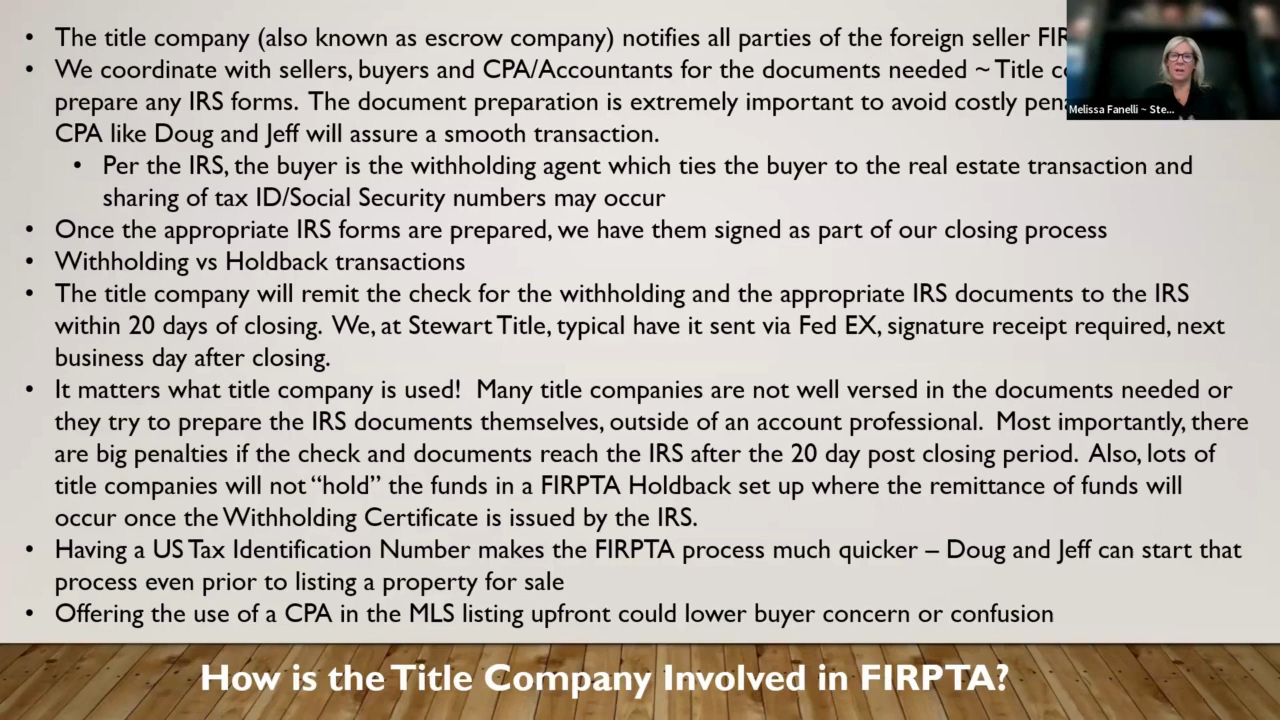 • The title company (also known as escrow company) notifies all parties of the foreign seller
• We coordinate with sellers, buyers and CPA/Accountants for the documents needed ~ Title
prepare any IRS forms. The document preparation is extremely important to avoid costly
CPA like Doug and Jeff will assure a smooth transaction.
• Per the IRS, the buyer is the withholding agent which ties the buyer to the real estate transaction and
sharing of tax ID/Social Security numbers may occur
• Once the appropriate IRS forms are prepared, we have them signed as part of our closing process
• Withholding vs Holdback transactions
• The title company will remit the check for the withholding and the appropriate IRS documents to the IRS
within 20 days of closing. We, at Stewart Title, typical have it sent via Fed EX, signature receipt required, next
business day after closing.
• It matters what title company is used! Many title companies are not well versed in the documents needed or
they try to prepare the IRS documents themselves, outside of an account professional. Most importantly, there
are big penalties if the check and documents reach the IRS after the 20 day post closing period. Also, lots of
title companies will not “hold” the funds in a FIRPTA Holdback set up where the remittance of funds will
occur once the Withholding Certificate is issued by the IRS.
• Having a US Tax Identification Number makes the FIRPTA process much quicker – Doug and Jeff can start that
process even prior to listing a property for sale
• Offering the use of a CPA in the MLS listing upfront could lower buyer concern or confusion
How is the Title Company Involved in FIRPTA?
Melissa Fanelli ~ Ste...